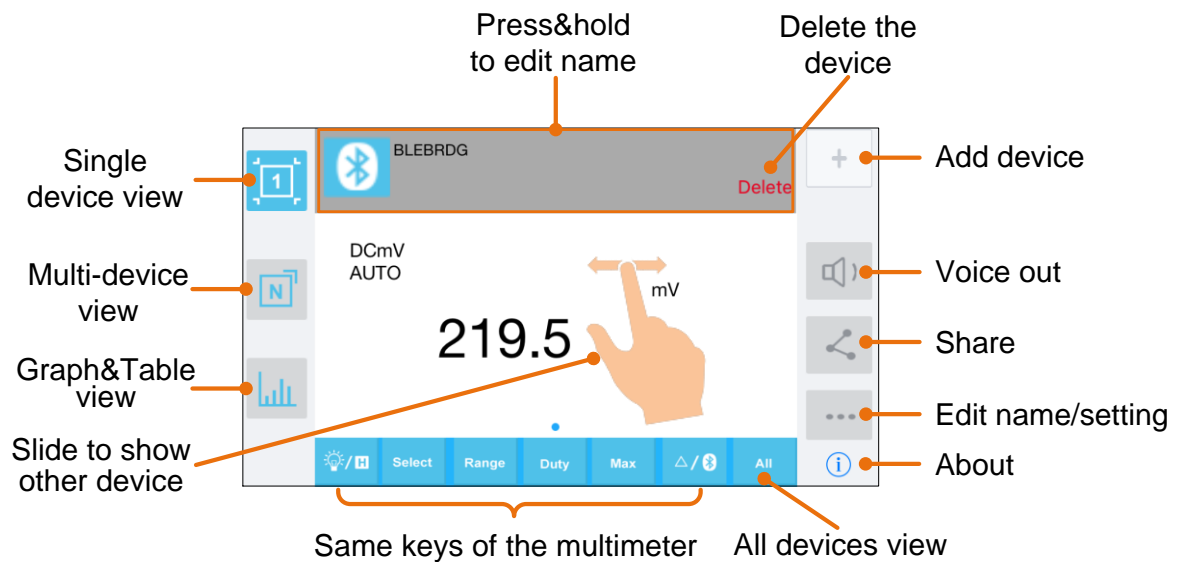 Press&hold
to edit name
Delete the
device
Single
device view
1
BLEBRDG
Delete
+
Add device
Multi-device
view
N
DCmV
AUTO
mV
219.5
Voice out
Share
Graph&Table
view
Edit name/setting
Slide to show
other device
/H
Select
Range
Duty
Max
△/
All
i
About
Same keys of the multimeter
All devices view